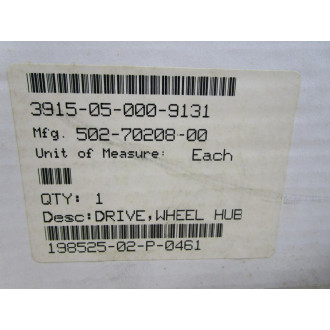 3915-05-000-9131
Mfg. 502-70208-00
Unit of Measure: Each
QTY: 1
Desc:DRIVE,WHEEL HUB
198525-02-P-0461